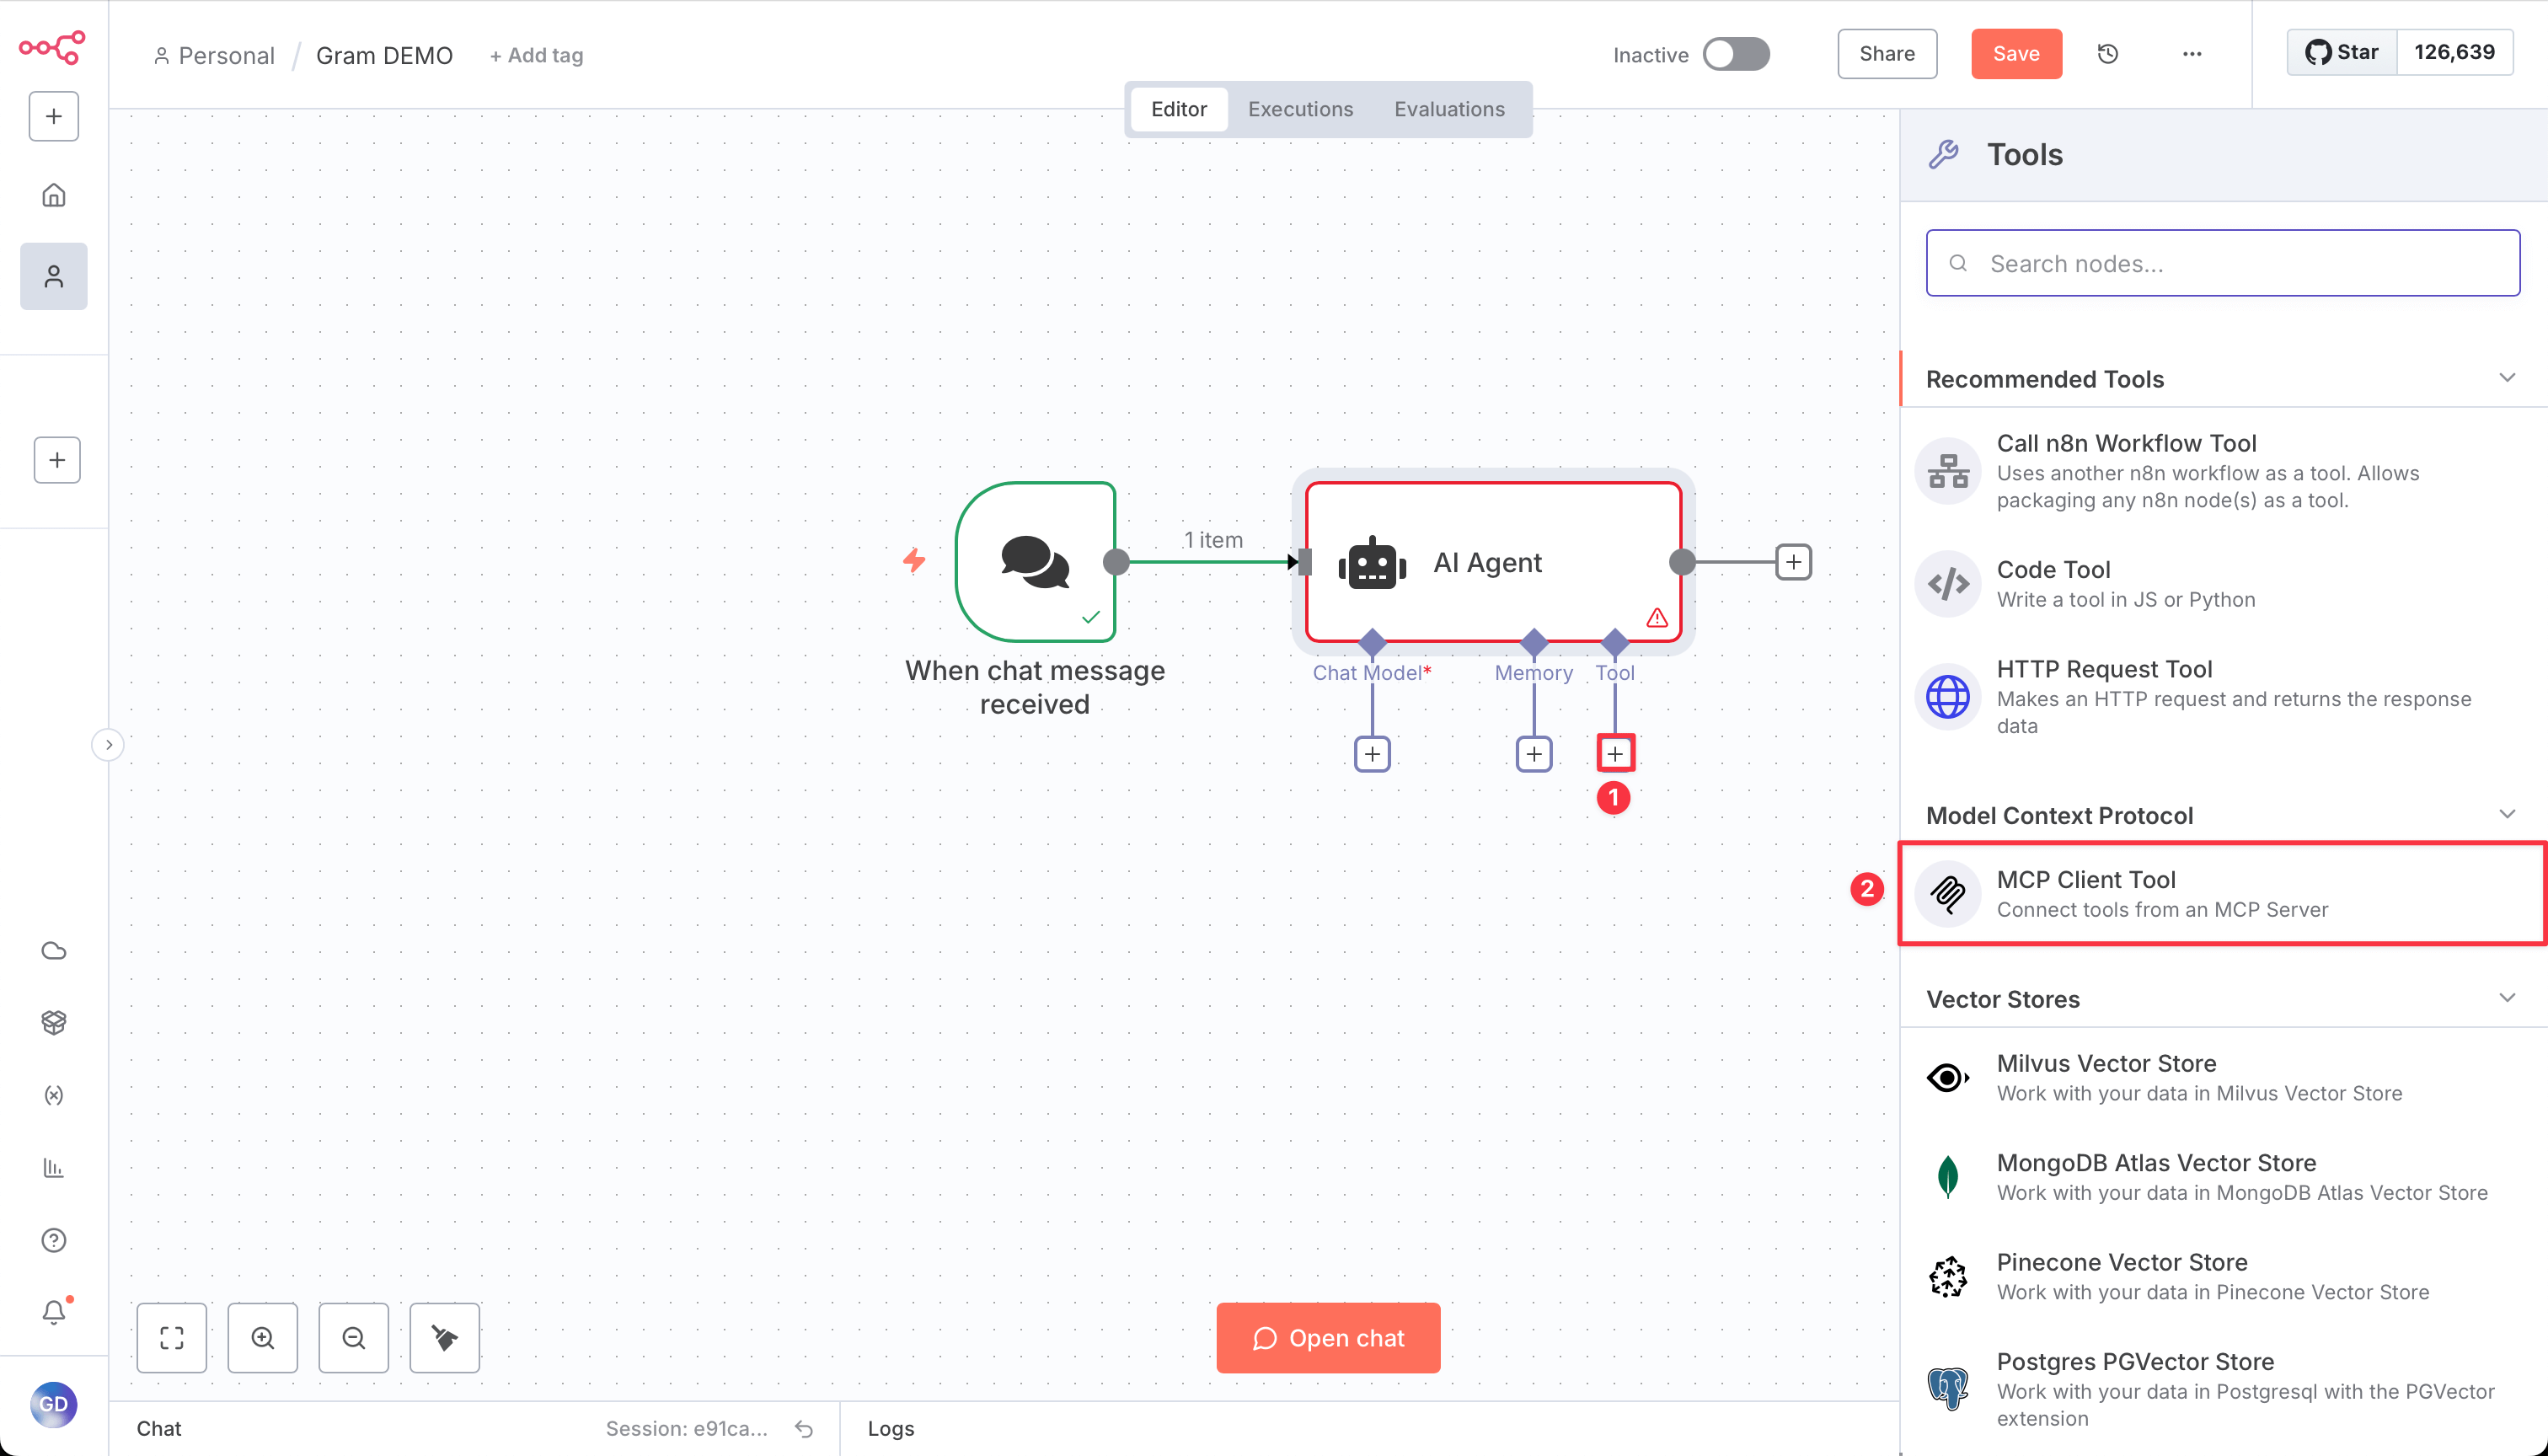 Personal / Gram DEMO + Add tag
Inactive
Share
Save
Star 126,639
Editor Executions Evaluations
Tools
Search nodes...
Recommended Tools
Call n8n Workflow Tool
Uses another n8n workflow as a tool. Allows
packaging any n8n node(s) as a tool.
Code Tool
Write a tool in JS or Python
HTTP Request Tool
Makes an HTTP request and returns the response
data
Model Context Protocol
2
MCP Client Tool
Connect tools from an MCP Server
Vector Stores
Milvus Vector Store
Work with your data in Milvus Vector Store
MongoDB Atlas Vector Store
Work with your data in MongoDB Atlas Vector Store
Pinecone Vector Store
Work with your data in Pinecone Vector Store
Postgres PGVector Store
Work with your data in Postgresql with the PGVector
extension
1 item
AI Agent
When chat message
received
Chat Model*
Memory
Tool
1
Open chat
GD
Chat
Session: e91ca...
Logs